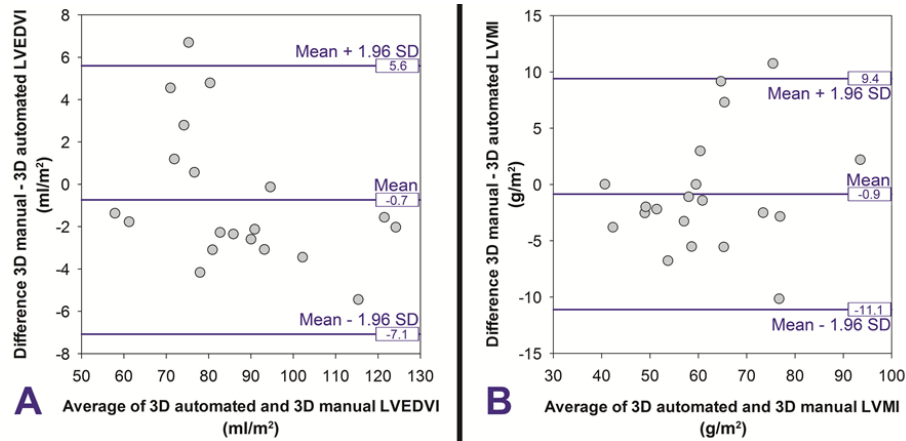 Difference 3D manual - 3D automated LVEDVI
(ml/m²)
8
6
4
2
0
-2
-4
-6
-8
Mean + 1.96 SD
5.6
Mean
-0.7
Mean - 1.96 SD
-7.1
50 60 70 80 90 100 110 120 130
A
Average of 3D automated and 3D manual LVEDVI
(ml/m²)
Difference 3D manual - 3D automated LVMI
(g/m²)
15
10
5
0
-5
-10
-15
9.4
Mean + 1.96 SD
Mean
-0.9
-11.1
Mean - 1.96 SD
30 40 50 60 70 80 90 100
B
Average of 3D automated and 3D manual LVMI
(g/m²)